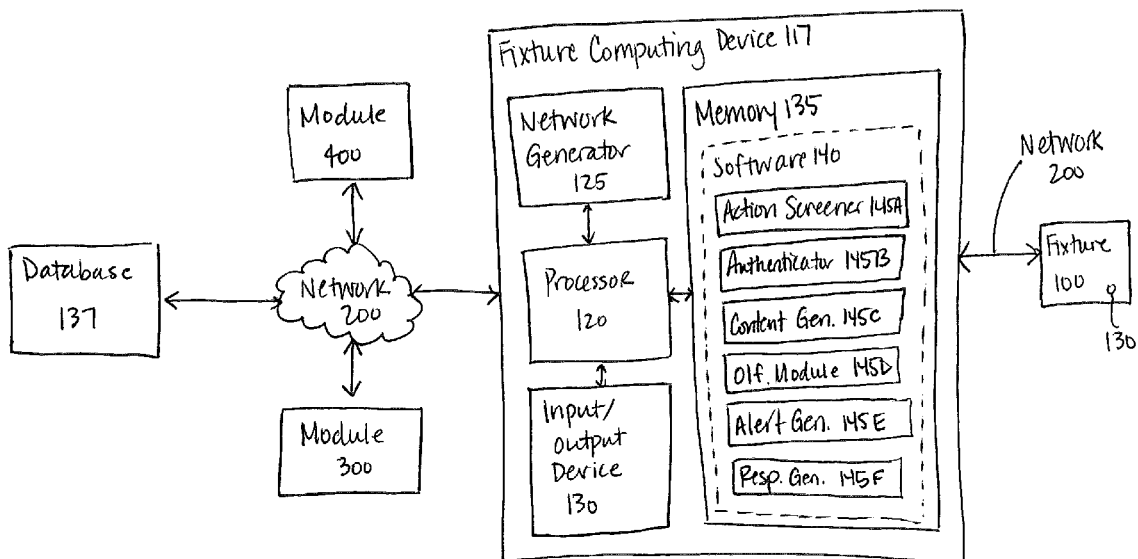 Fixture Computing Device 117
Module
400
Network
Generator
125
Memory 135
Software 140
Action Screener 145A
Authenticator 145B
Content Gen. 145C
Olf. Module 145D
Alert Gen. 145E
Resp. Gen. 145F
Network
200
Database
137
Network
200
Processor
120
Fixture
100
130
Module
300
Input/
output
Device
130